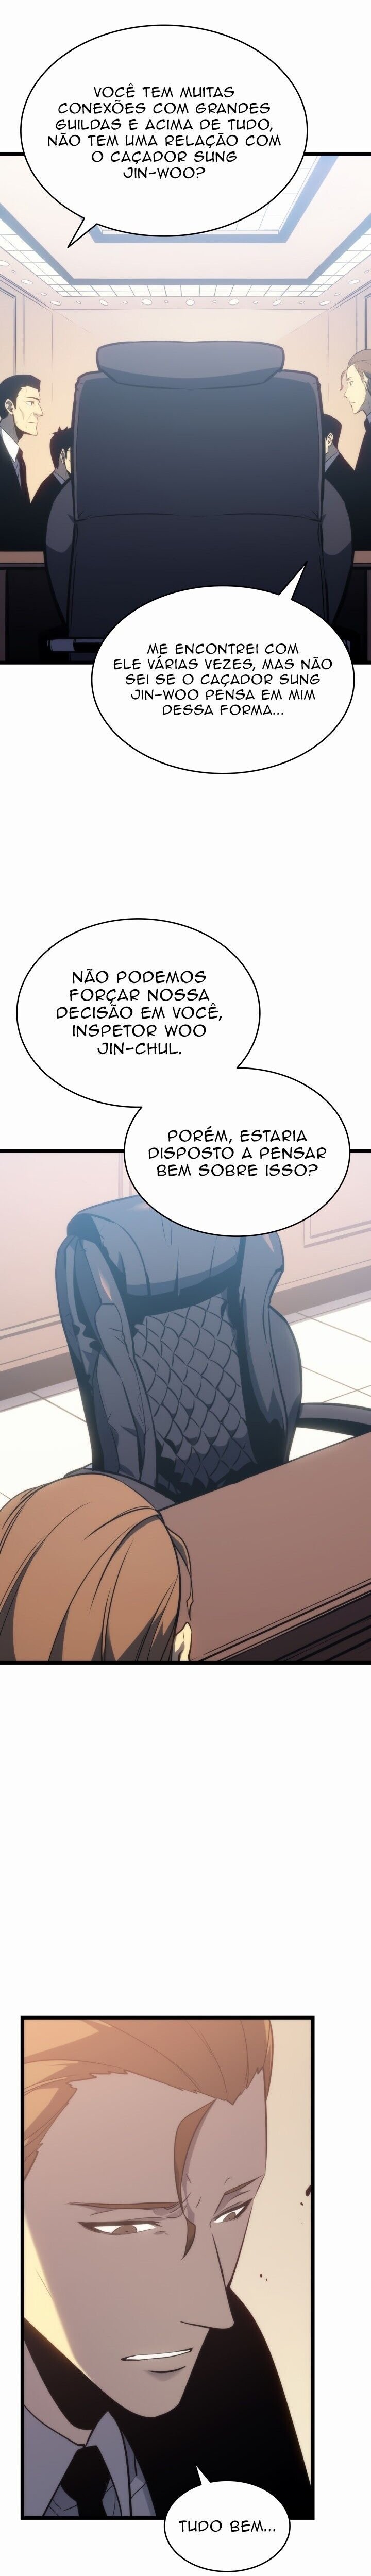 VOCÊ TEM MUITAS
CONEXÕES COM GRANDES
GUILDAS E ACIMA DE TUDO,
NÃO TEM UMA RELAÇÃO COM
O CAÇADOR SUNG
JIN-WOO?
ME ENCONTREI COM
ELE VÁRIAS VEZES, MAS NÃO
SEI SE O CAÇADOR SUNG
JIN-WOO PENSA EM MIM
DESSA FORMA...
NÃO PODEMOS
FORÇAR NOSSA
DECISÃO EM VOCÊ,
INSPETOR WOO
JIN-CHUL.
PORÉM, ESTARIA
DISPOSTO A PENSAR
BEM SOBRE ISSO?
TUDO BEM...